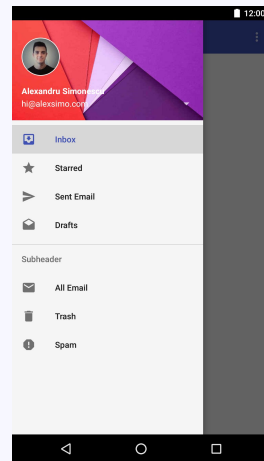 12:00
Alexandru Simonescu
hi@alexsimo.com
Inbox
Starred
Sent Email
Drafts
Subheader
All Email
Trash
Spam